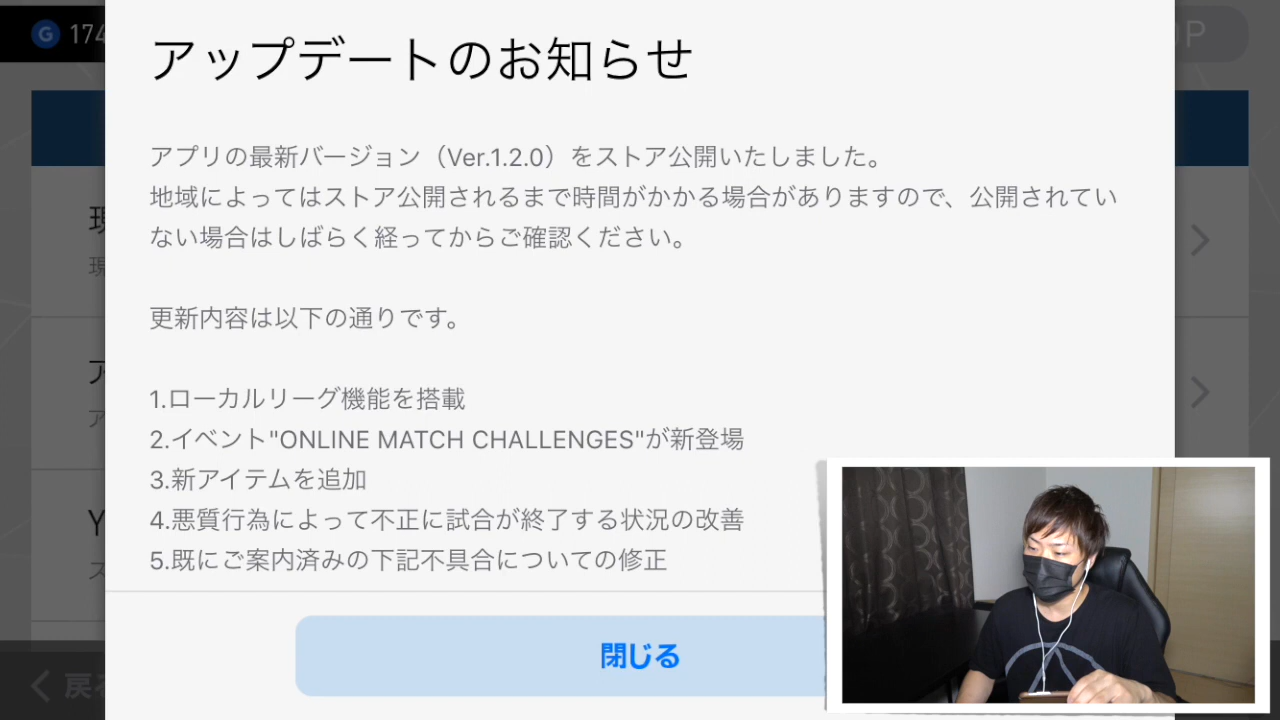 G 174
アップデートのお知らせ
アプリの最新バージョン（Ver.1.2.0）をストア公開いたしました。
地域によってはストア公開されるまで時間がかかる場合がありますので、公開されてい
ない場合はしばらく経ってからご確認ください。
更新内容は以下の通りです。
1.ローカルリーグ機能を搭載
2.イベント"ONLINE MATCH CHALLENGES"が新登場
3.新アイテムを追加
4.悪質行為によって不正に試合が終了する状況の改善
5.既にご案内済みの下記不具合についての修正
閉じる